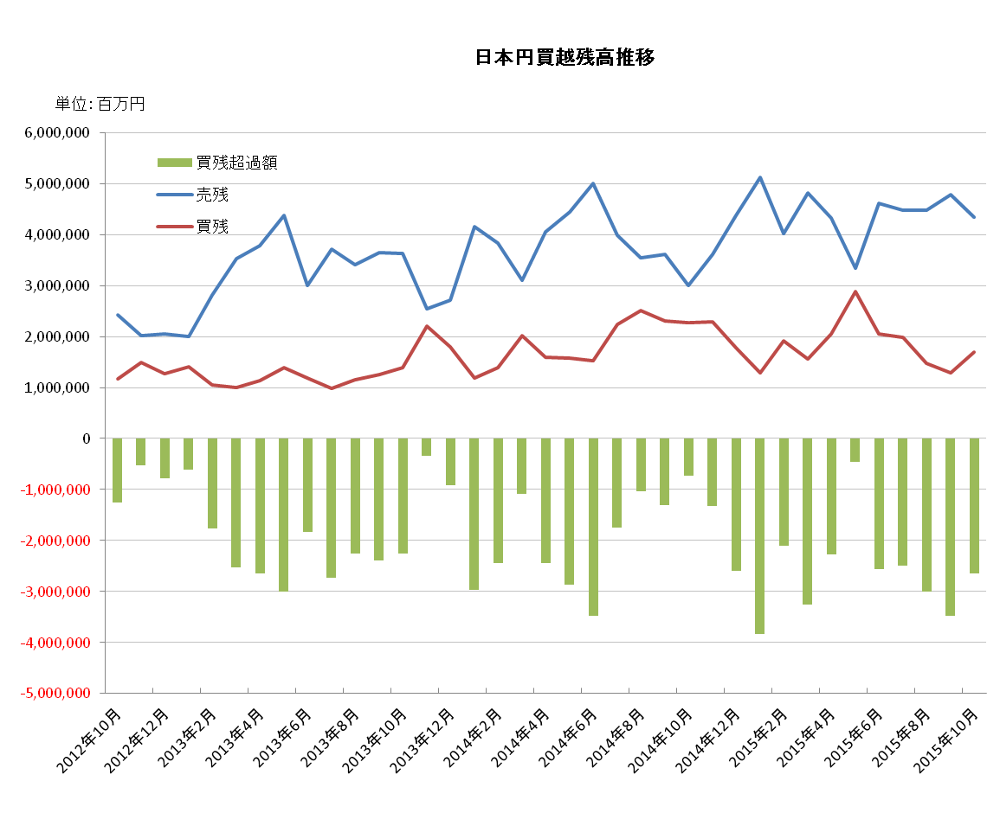 日本円買越残高推移
単位: 百万円
6,000,000
5,000,000
4,000,000
3,000,000
2,000,000
1,000,000
0
-1,000,000
-2,000,000
-3,000,000
-4,000,000
-5,000,000
買残超過額
売残
買残
2012年10月
2012年12月
2013年2月
2013年4月
2013年6月
2013年8月
2013年10月
2013年12月
2014年2月
2014年4月
2014年6月
2014年8月
2014年10月
2014年12月
2015年2月
2015年4月
2015年6月
2015年8月
2015年10月